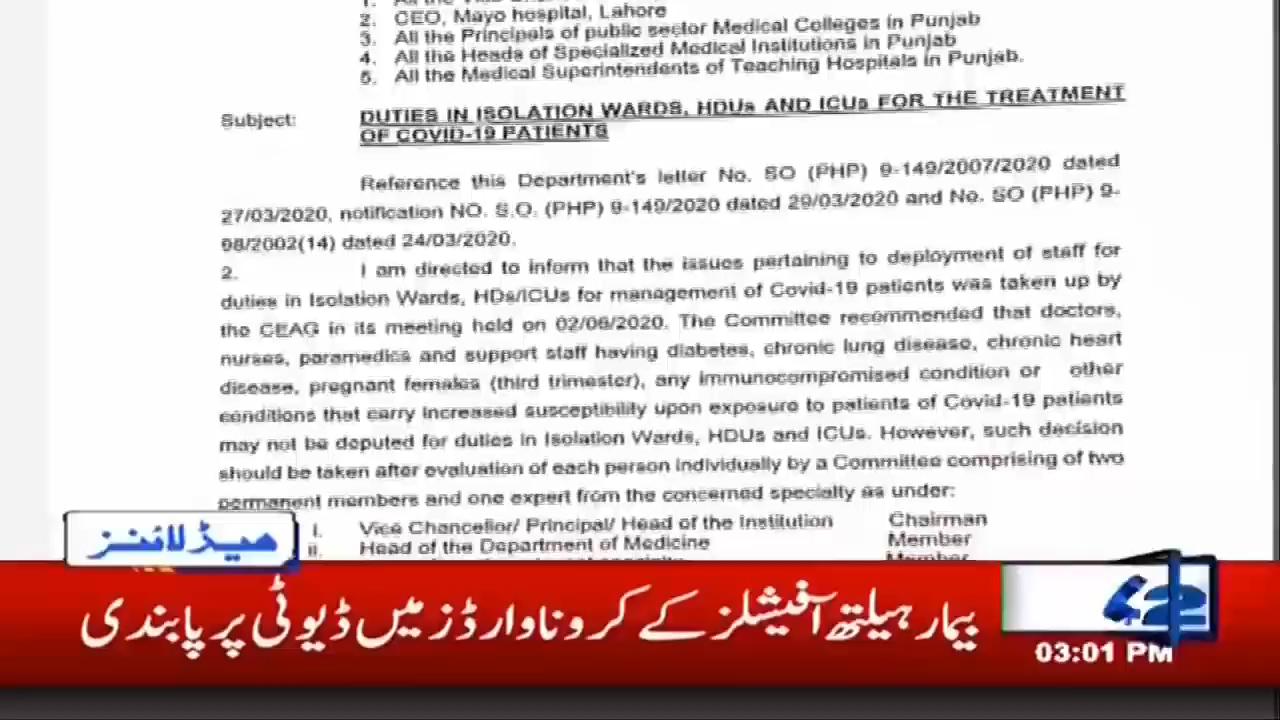 2. CEO, Mayo hospital, Lahore
3. All the Principals of public sector Medical Colleges in Punjab
4. All the Heads of Specialized Medical Institutions in Punjab
5. All the Medical Superintendents of Teaching Hospitals in Punjab.
Subject: DUTIES IN ISOLATION WARDS, HDUs AND ICUs FOR THE TREATMENT
OF COVID-19 PATIENTS
Reference this Department's letter No. SO (PHP) 9-149/2007/2020 dated
27/03/2020, notification NO. S.O. (PHP) 9-149/2020 dated 29/03/2020 and No. SO (PHP) 9-
98/2002(14) dated 24/03/2020.
2. I am directed to inform that the issues pertaining to deployment of staff for
duties in Isolation Wards, HDs/ICUs for management of Covid-19 patients was taken up by
the CEAG in its meeting held on 02/06/2020. The Committee recommended that doctors,
nurses, paramedics and support staff having diabetes, chronic lung disease, chronic heart
disease, pregnant females (third trimester), any immunocompromised condition or other
conditions that carry increased susceptibility upon exposure to patients of Covid-19 patients
may not be deputed for duties in Isolation Wards, HDUs and ICUs. However, such decision
should be taken after evaluation of each person individually by a Committee comprising of two
permanent members and one expert from the concerned specialty as under:
i. Vice Chancellor/ Principal/ Head of the Institution Chairman
ii. Head of the Department of Medicine Member
Member
ہیڈلائنز
بیمار ہیلتھ آفیشلز کے کرونا وارڈز میں ڈیوٹی پر پابندی
42
03:01 PM